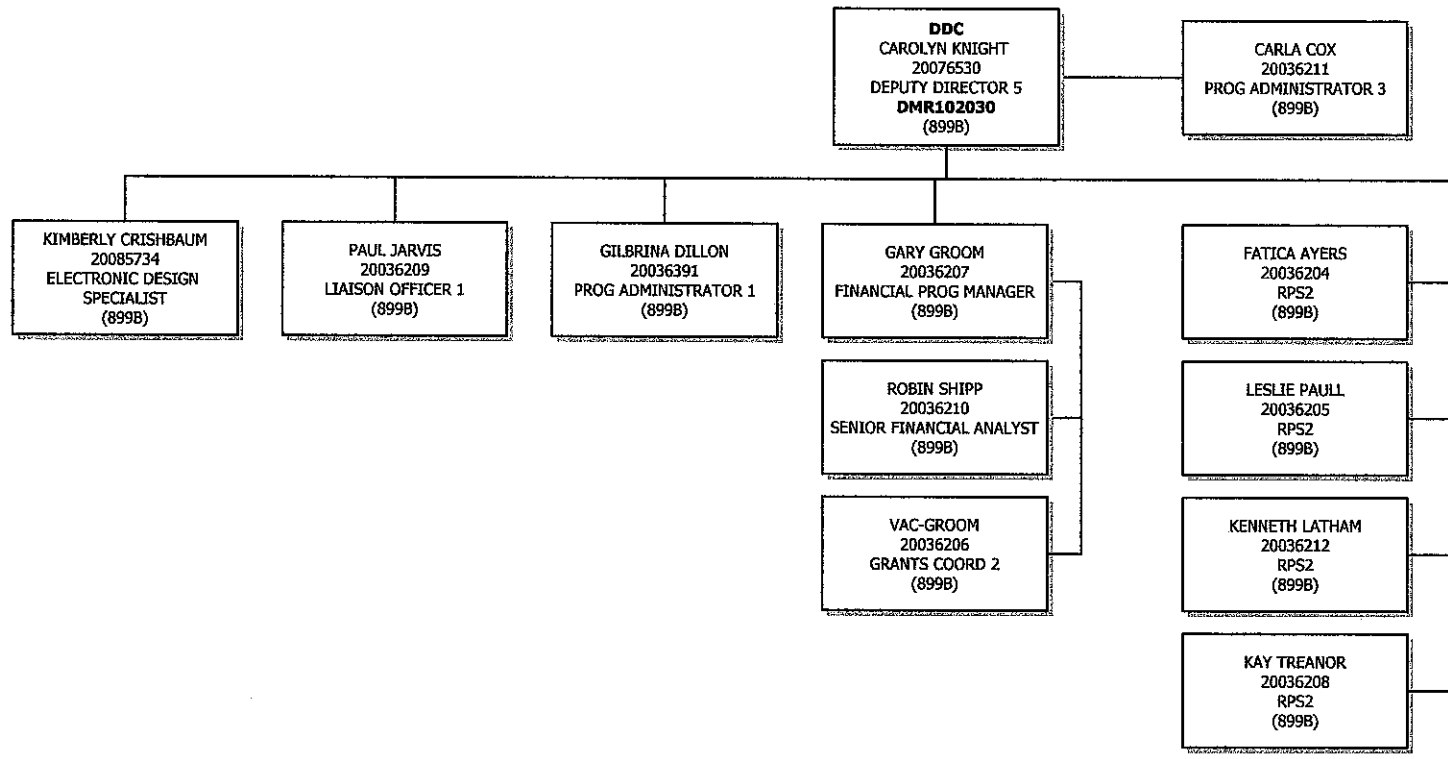 DDC
CAROLYN KNIGHT
20076530
DEPUTY DIRECTOR 5
DMR102030
(899B)
CARLA COX
20036211
PROG ADMINISTRATOR 3
(899B)
KIMBERLY CRISHBAUM
20085734
ELECTRONIC DESIGN
SPECIALIST
(899B)
PAUL JARVIS
20036209
LIAISON OFFICER 1
(899B)
GILBRINA DILLON
20036391
PROG ADMINISTRATOR 1
(899B)
GARY GROOM
20036207
FINANCIAL PROG MANAGER
(899B)
ROBIN SHIPP
20036210
SENIOR FINANCIAL ANALYST
(899B)
VAC-GROOM
20036206
GRANTS COORD 2
(899B)
FATICA AYERS
20036204
RPS2
(899B)
LESLIE PAULL
20036205
RPS2
(899B)
KENNETH LATHAM
20036212
RPS2
(899B)
KAY TREANOR
20036208
RPS2
(899B)